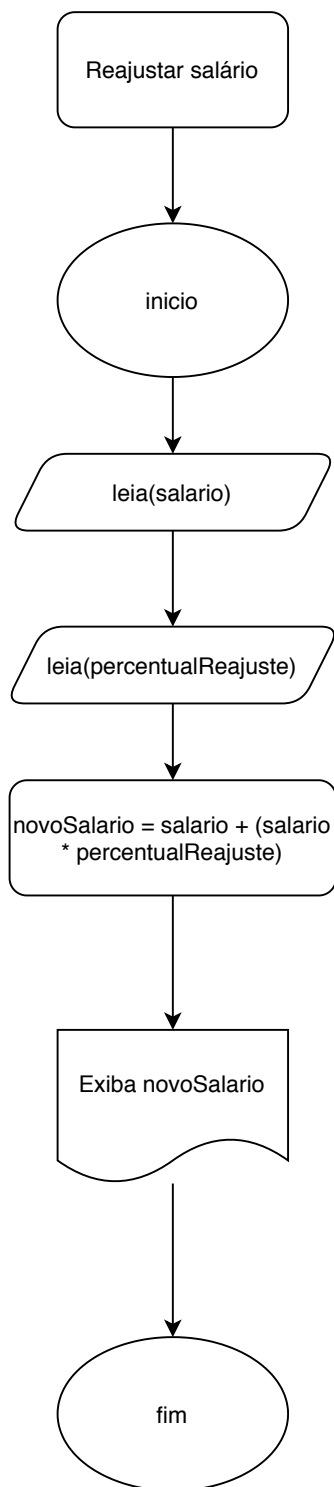 Reajustar salário
inicio
leia(salario)
leia(percentualReajuste)
novoSalario = salario + (salario
* percentualReajuste)
Exiba novoSalario
fim